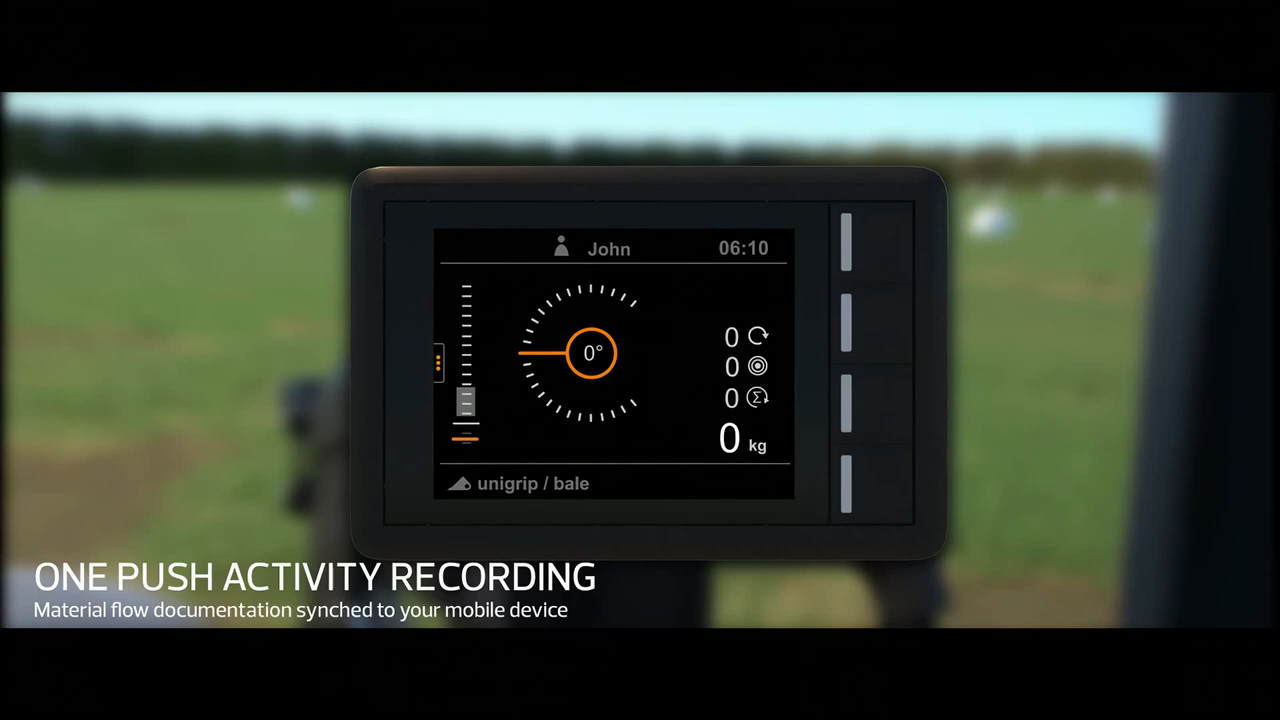 John 06:10
0°
0
0
0 Σ
0 kg
unigrip / bale
ONE PUSH ACTIVITY RECORDING
Material flow documentation synched to your mobile device